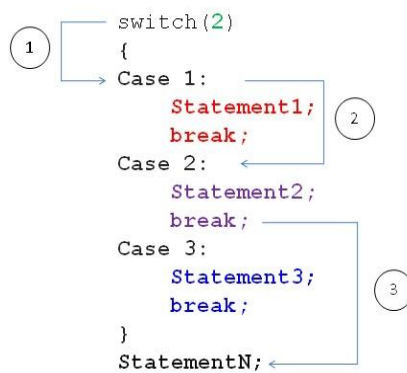 switch(2)
1
{
Case 1:
Statement1;
2
break;
Case 2:
Statement2;
break;
Case 3:
Statement3;
3
break;
}
StatementN;